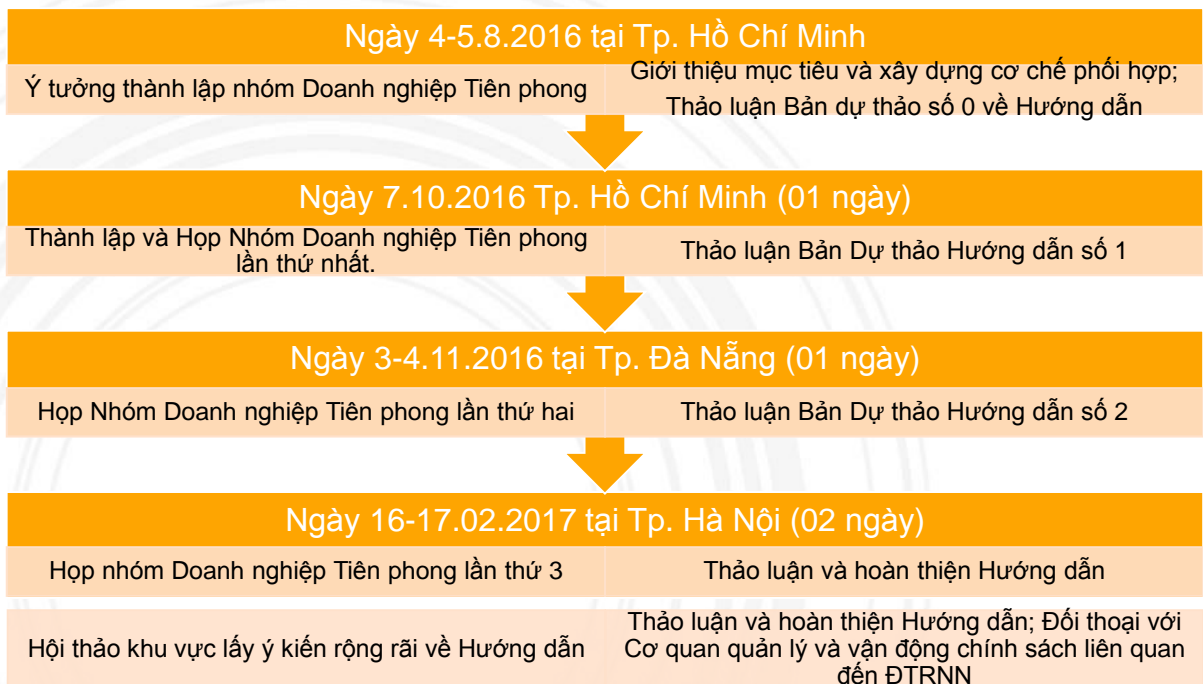 Ngày 4-5.8.2016 tại Tp. Hồ Chí Minh
Ý tưởng thành lập nhóm Doanh nghiệp Tiên phong
Giới thiệu mục tiêu và xây dựng cơ chế phối hợp;
Thảo luận Bản dự thảo số 0 về Hướng dẫn
Ngày 7.10.2016 Tp. Hồ Chí Minh (01 ngày)
Thành lập và Họp Nhóm Doanh nghiệp Tiên phong
lần thứ nhất.
Thảo luận Bản Dự thảo Hướng dẫn số 1
Ngày 3-4.11.2016 tại Tp. Đà Nẵng (01 ngày)
Họp Nhóm Doanh nghiệp Tiên phong lần thứ hai
Thảo luận Bản Dự thảo Hướng dẫn số 2
Ngày 16-17.02.2017 tại Tp. Hà Nội (02 ngày)
Họp nhóm Doanh nghiệp Tiên phong lần thứ 3
Thảo luận và hoàn thiện Hướng dẫn
Hội thảo khu vực lấy ý kiến rộng rãi về Hướng dẫn
Thảo luận và hoàn thiện Hướng dẫn; Đối thoại với
Cơ quan quản lý và vận động chính sách liên quan
đến ĐTRNN